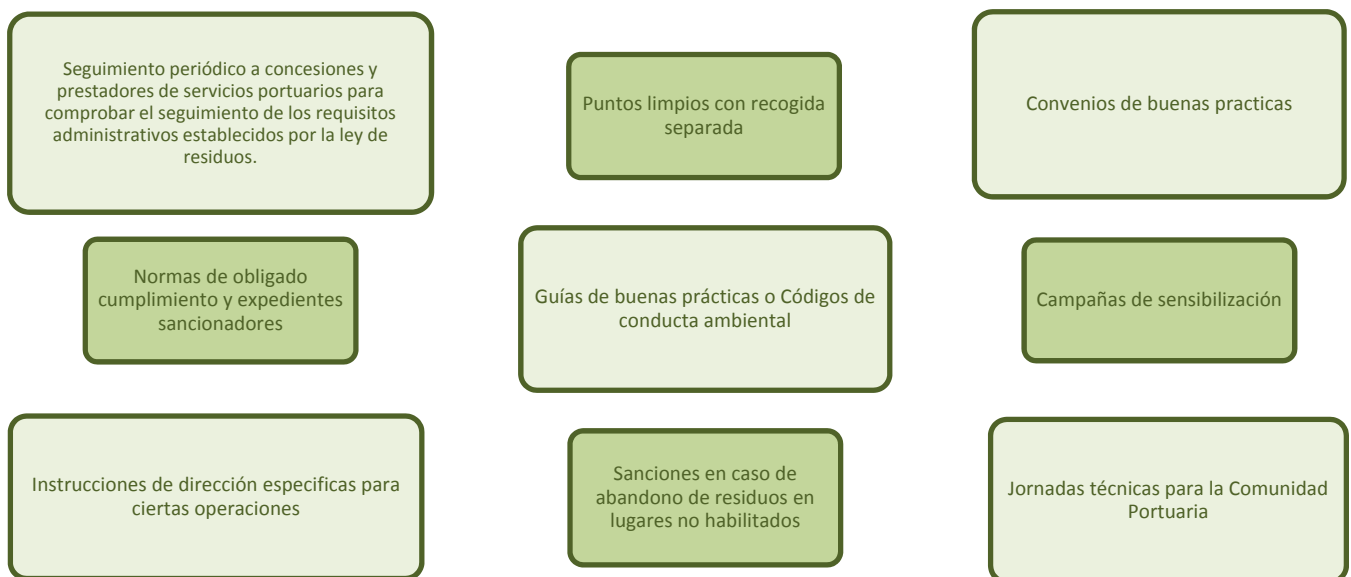 Seguimiento periódico a concesiones y
prestadores de servicios portuarios para
comprobar el seguimiento de los requisitos
administrativos establecidos por la ley de
residuos.
Puntos limpios con recogida
separada
Convenios de buenas practicas
Normas de obligado
cumplimiento y expedientes
sancionadores
Guías de buenas prácticas o Códigos de
conducta ambiental
Campañas de sensibilización
Instrucciones de dirección especificas para
ciertas operaciones
Sanciones en caso de
abandono de residuos en
lugares no habilitados
Jornadas técnicas para la Comunidad
Portuaria